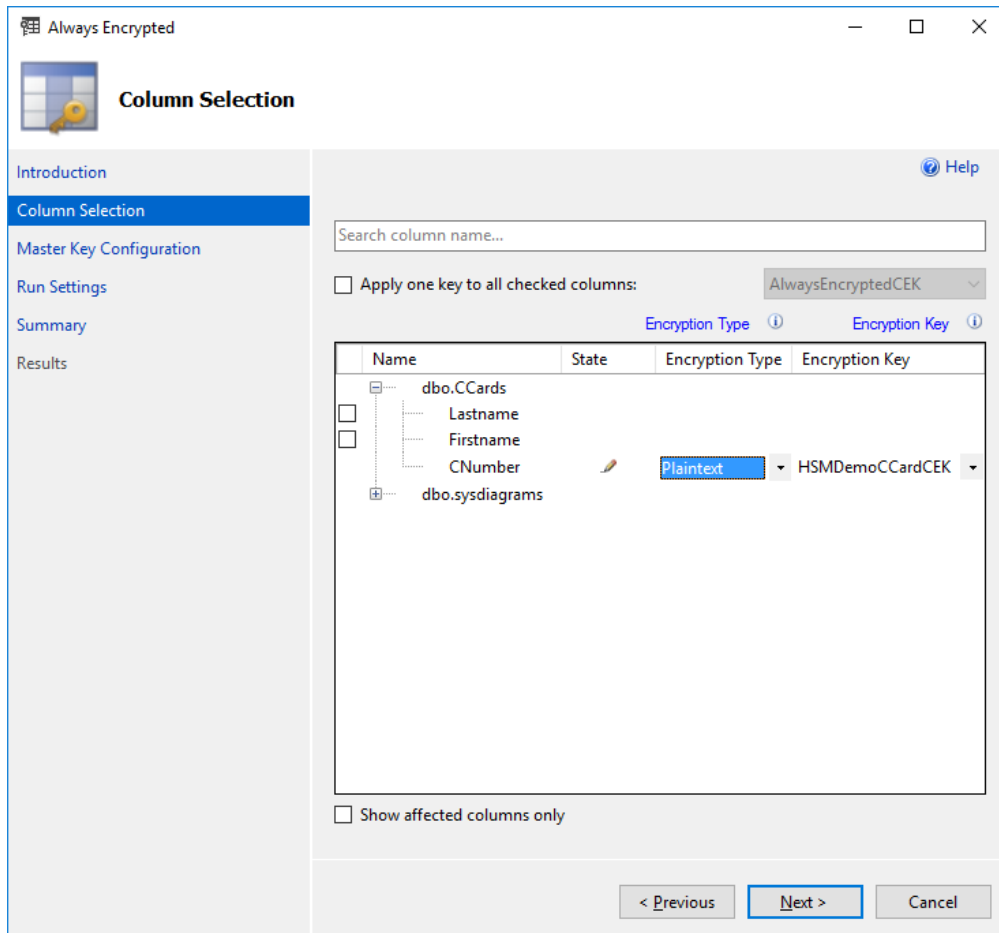 Always Encrypted
Column Selection
Introduction
Column Selection
Master Key Configuration
Run Settings
Summary
Results
Help
Search column name...
Apply one key to all checked columns: AlwaysEncryptedCEK
Encryption Type Encryption Key
Name State Encryption Type Encryption Key
dbo.CCards
Lastname
Firstname
CNumber Plaintext HSMDemoCCardCEK
dbo.sysdiagrams
Show affected columns only
< Previous Next > Cancel